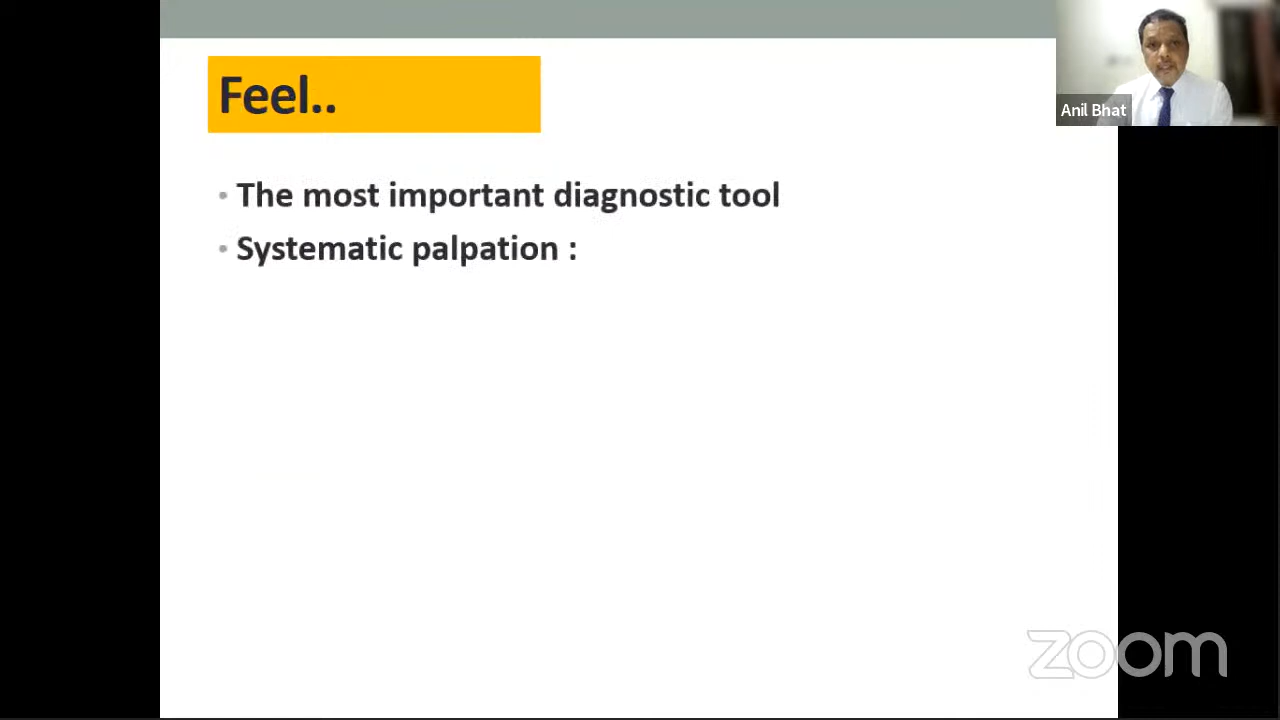 Feel..
• The most important diagnostic tool
• Systematic palpation :
Anil Bhat
zoom